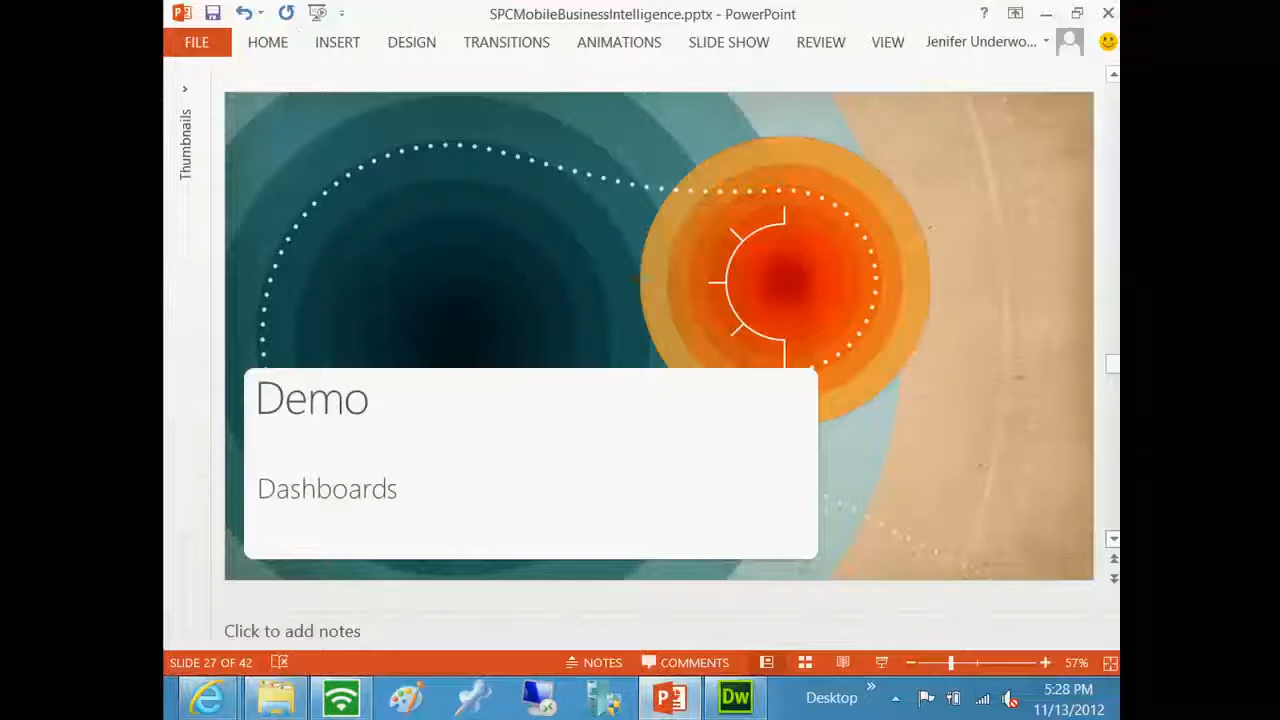 SPCMobileBusinessIntelligence.pptx - PowerPoint
?
FILE HOME INSERT DESIGN TRANSITIONS ANIMATIONS SLIDE SHOW REVIEW VIEW Jenifer Underwo...
Thumbnails
Demo
Dashboards
Click to add notes
SLIDE 27 OF 42 NOTES COMMENTS 57%
Dw Desktop 5:28 PM
11/13/2012